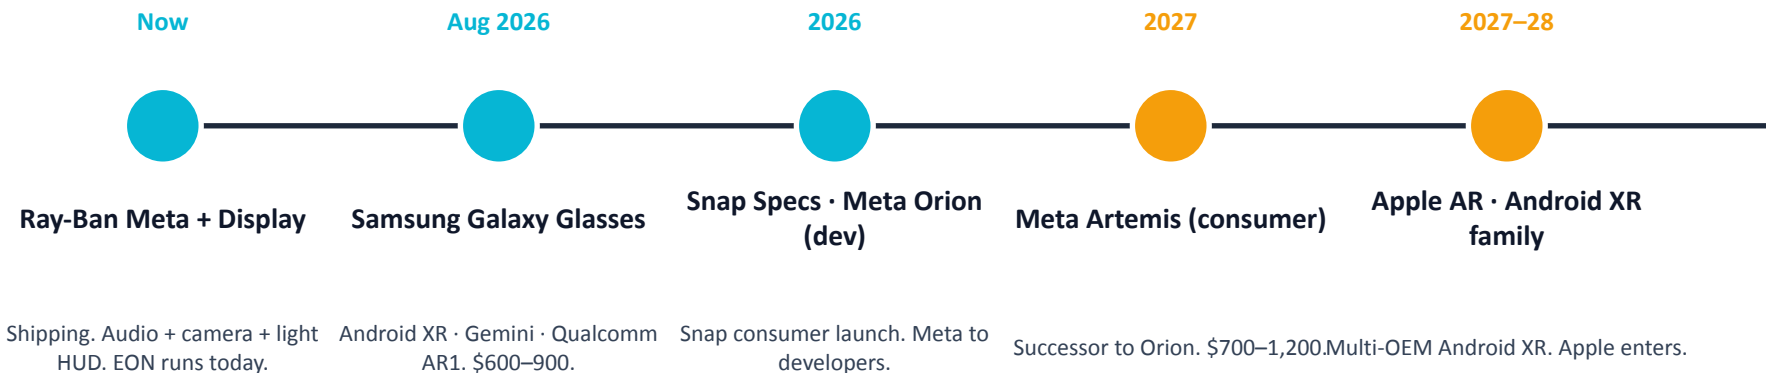 Now
Aug 2026
2026
2027
2027–28
Ray-Ban Meta + Display
Samsung Galaxy Glasses
Snap Specs · Meta Orion
(dev)
Meta Artemis (consumer)
Apple AR · Android XR
family
Shipping. Audio + camera + light
HUD. EON runs today.
Android XR · Gemini · Qualcomm
AR1. $600–900.
Snap consumer launch. Meta to
developers.
Successor to Orion. $700–1,200.
Multi-OEM Android XR. Apple enters.